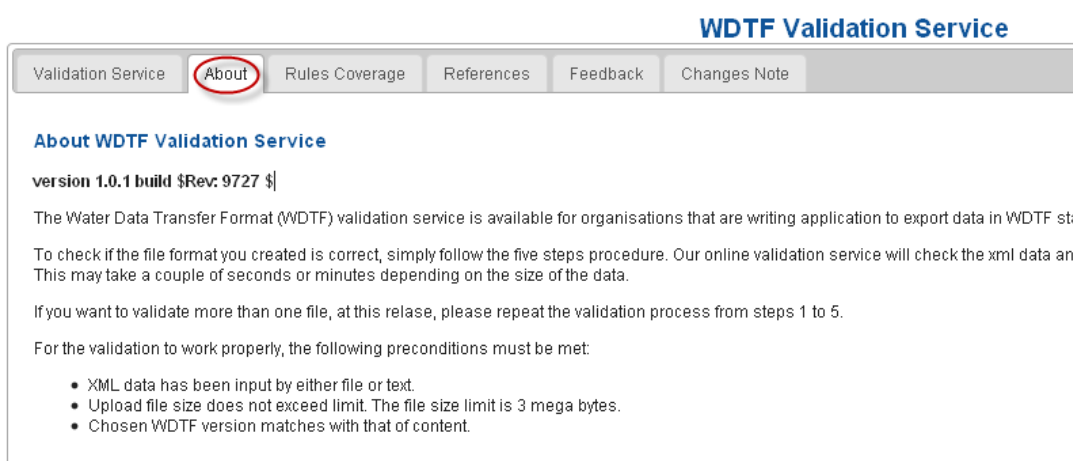 WDTF Validation Service
Validation Service About Rules Coverage References Feedback Changes Note
About WDTF Validation Service
version 1.0.1 build $Rev: 9727 $
The Water Data Transfer Format (WDTF) validation service is available for organisations that are writing application to export data in WDTF sta
To check if the file format you created is correct, simply follow the five steps procedure. Our online validation service will check the xml data an
This may take a couple of seconds or minutes depending on the size of the data.
If you want to validate more than one file, at this relase, please repeat the validation process from steps 1 to 5.
For the validation to work properly, the following preconditions must be met:
• XML data has been input by either file or text.
• Upload file size does not exceed limit. The file size limit is 3 mega bytes.
• Chosen WDTF version matches with that of content.